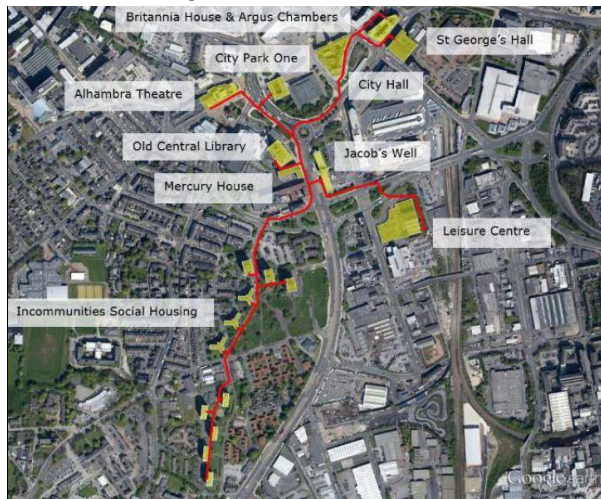 Britannia House & Argus Chambers
St George's Hall
City Park One
City Hall
Alhambra Theatre
Old Central Library
Jacob's Well
Mercury House
Leisure Centre
Incommunities Social Housing
Google earth